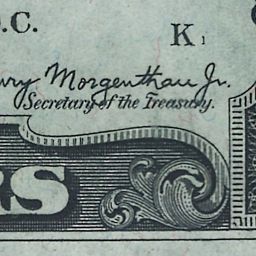 .C.
K 1
ry Morgenthau Jr.
Secretary of the Treasury.
RS